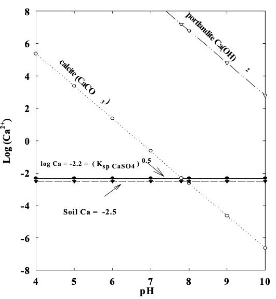 8
6
4
2
0
-2
-4
-6
-8
Log (Ca2+)
portlandite Ca(OH) 2
calcite (CaCO 3)
log Ca = -2.2 = (Ksp CaSO4) 0.5
Soil Ca = -2.5
4 5 6 7 8 9 10
pH